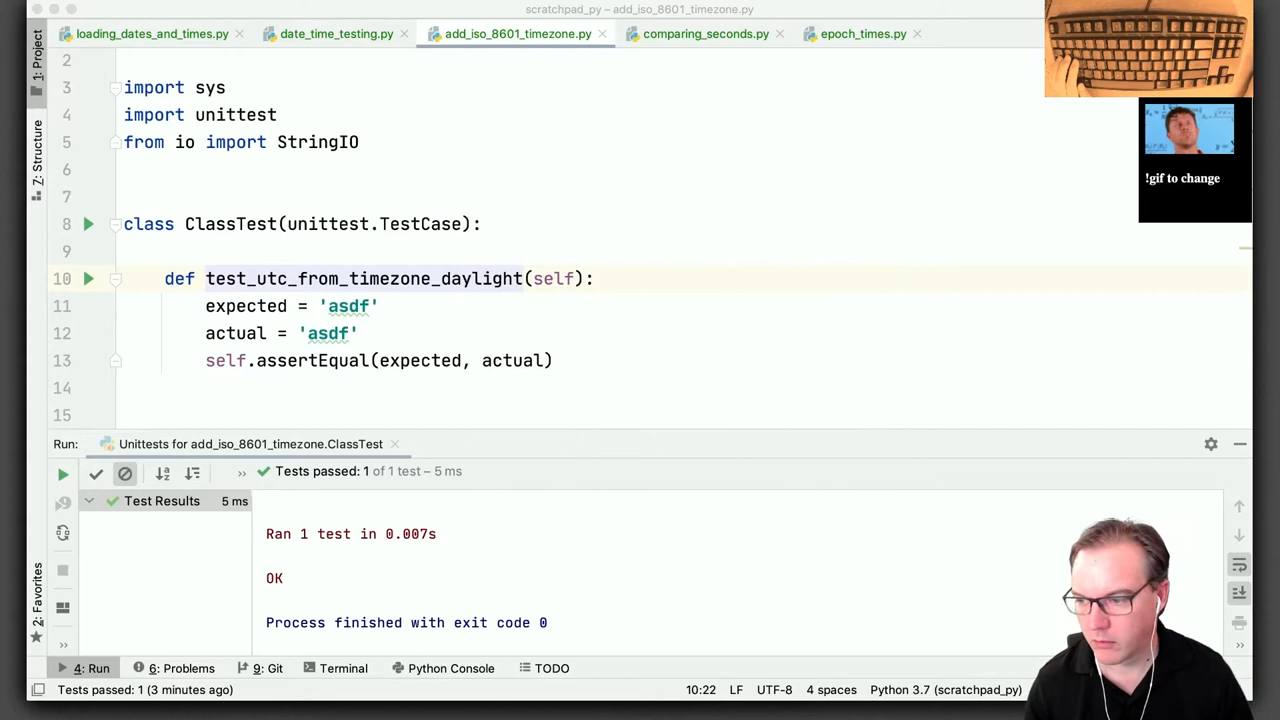 scratchpad_py – add_iso_8601_timezone.py
loading_dates_and_times.py date_time_testing.py add_iso_8601_timezone.py comparing_seconds.py epoch_times.py
1: Project
Z: Structure
2: Favorites
2
3 import sys
4 import unittest
5 from io import StringIO
6
7
8 class ClassTest(unittest.TestCase):
9
10 def test_utc_from_timezone_daylight(self):
11 expected = 'asdf'
12 actual = 'asdf'
13 self.assertEqual(expected, actual)
14
15
!gif to change
Run: Unittests for add_iso_8601_timezone.ClassTest
Tests passed: 1 of 1 test – 5 ms
Test Results 5 ms
Ran 1 test in 0.007s
OK
Process finished with exit code 0
4: Run 6: Problems 9: Git Terminal Python Console TODO
Tests passed: 1 (3 minutes ago) 10:22 LF UTF-8 4 spaces Python 3.7 (scratchpad_py)